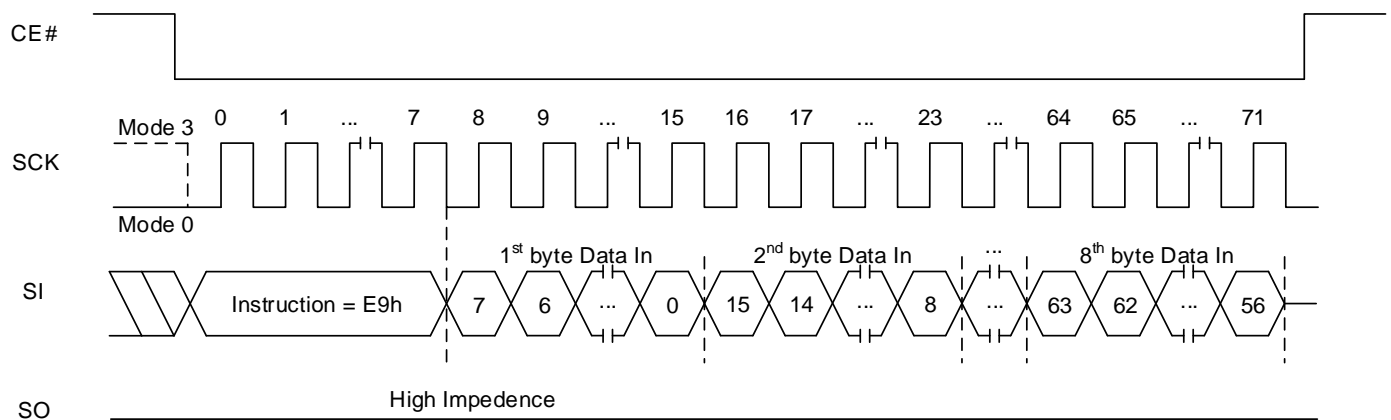 CE#
0 1 ... 7 8 9 ... 15 16 17 ... 23 ... 64 65 ... 71
Mode 3
SCK
Mode 0
1st byte Data In 2nd byte Data In ... 8th byte Data In
SI Instruction = E9h 7 6 ... 0 15 14 ... 8 ... 63 62 ... 56
High Impedence
SO